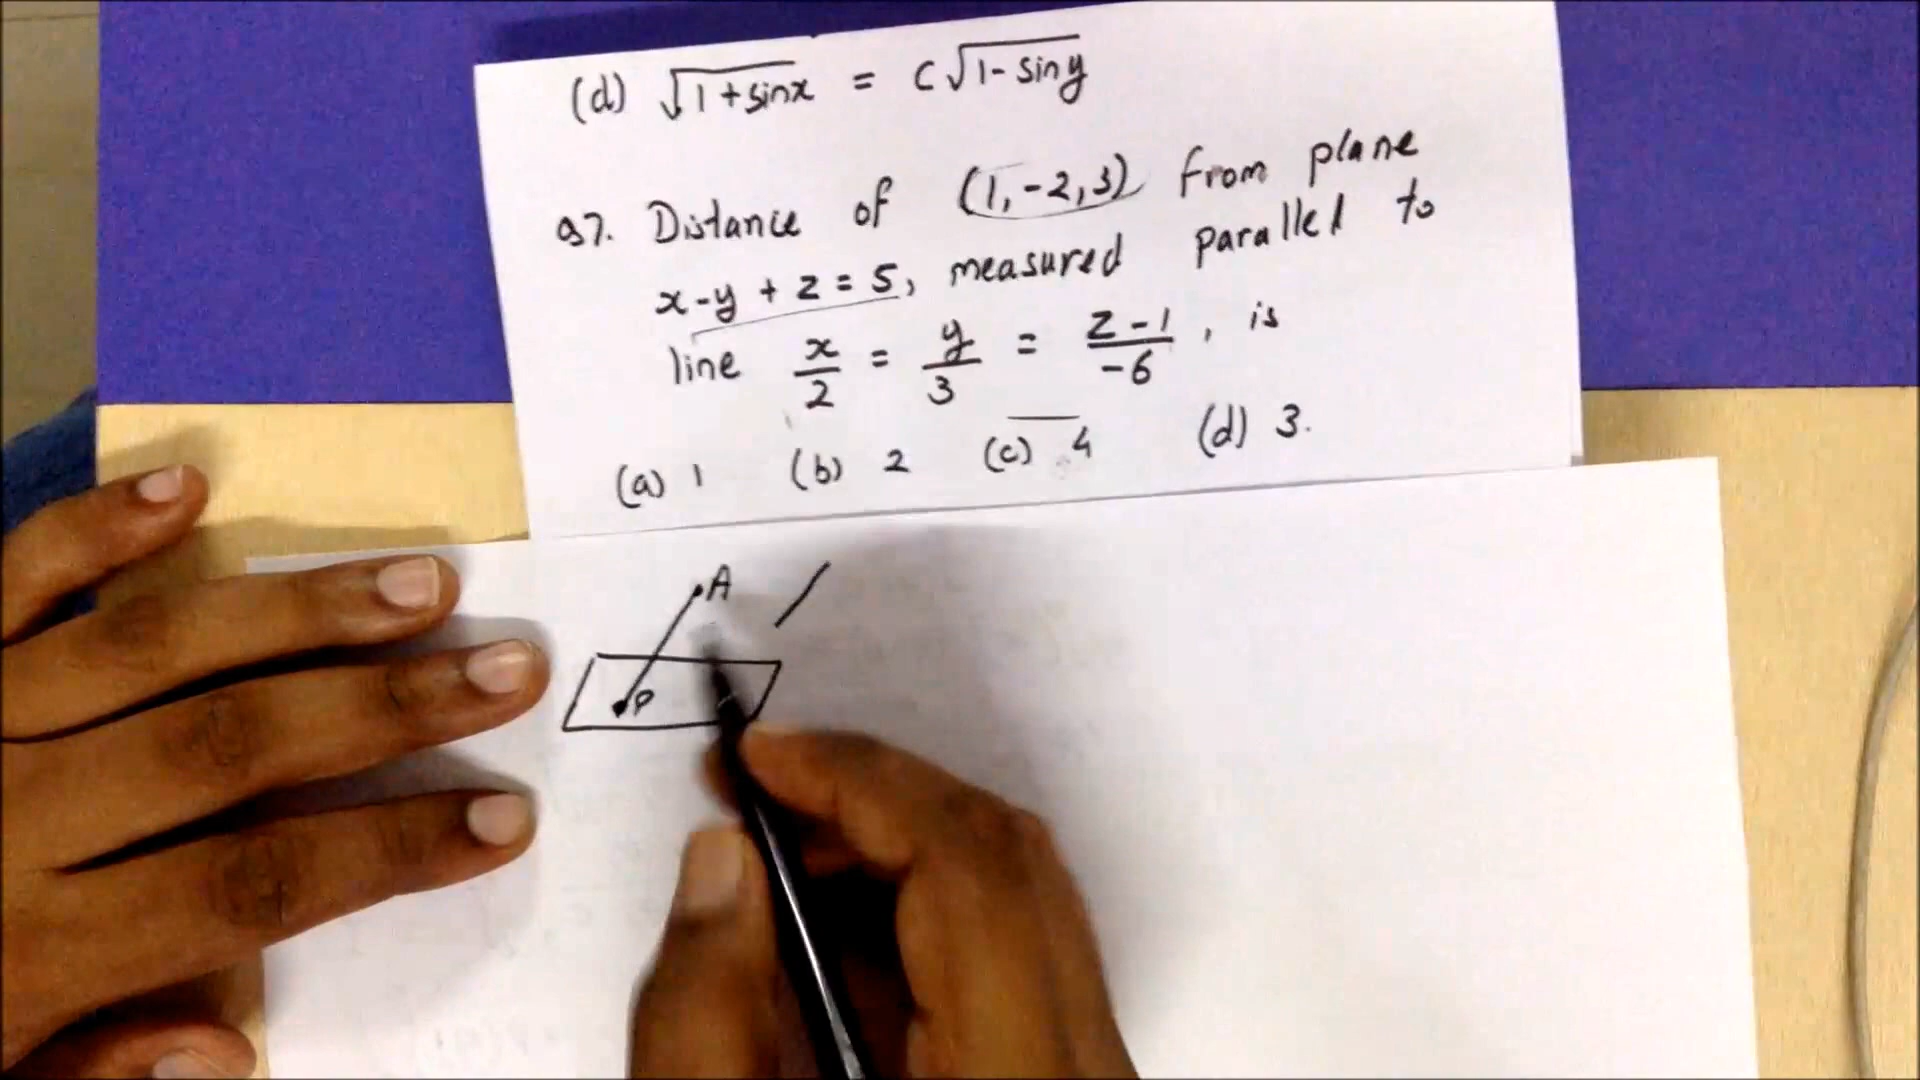 (d) √1+sinx = C√1-siny
Q7. Distance of (1,-2,3) from plane
x-y+z=5, measured parallel to
line x/2 = y/3 = z-1/-6, is
(a) 1 (b) 2 (c) 4 (d) 3.
A
P